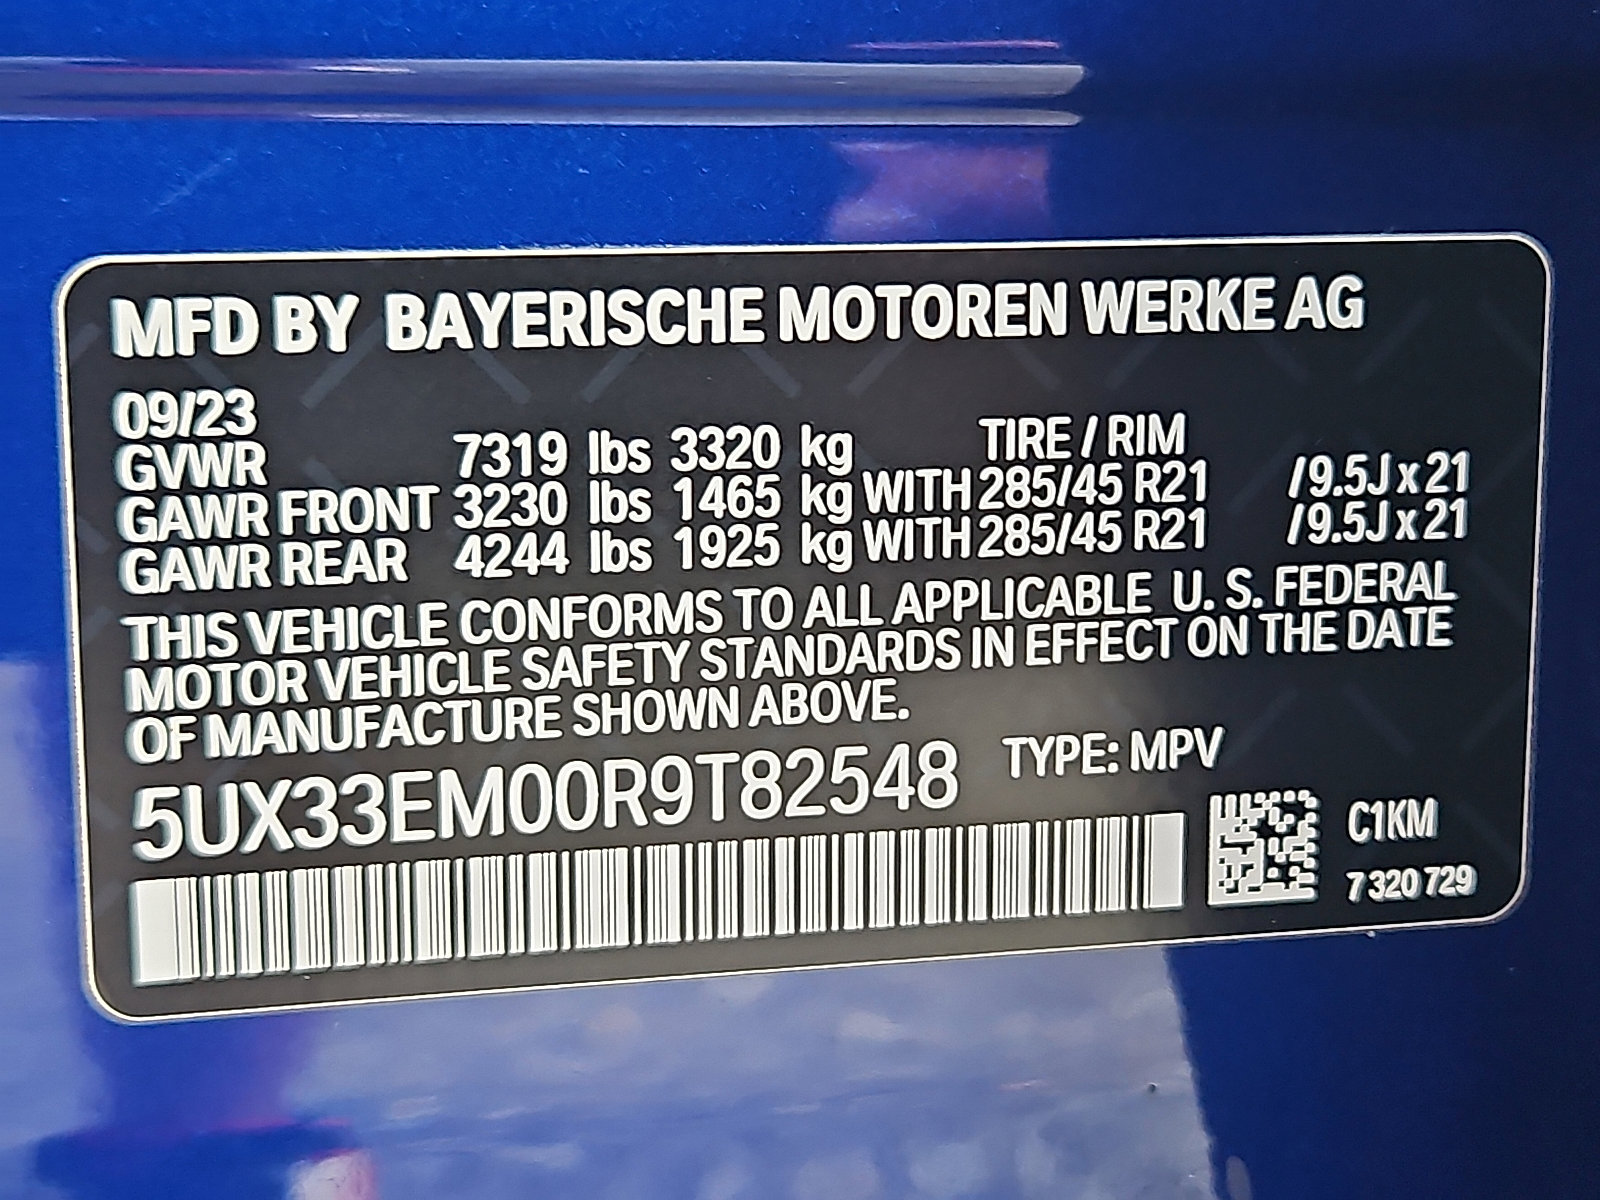 MFD BY BAYERISCHE MOTOREN WERKE AG
09/23
GVWR 7319 lbs 3320 kg TIRE / RIM
GAWR FRONT 3230 lbs 1465 kg WITH 285/45 R21 /9.5J x 21
GAWR REAR 4244 lbs 1925 kg WITH 285/45 R21 /9.5J x 21
THIS VEHICLE CONFORMS TO ALL APPLICABLE U. S. FEDERAL
MOTOR VEHICLE SAFETY STANDARDS IN EFFECT ON THE DATE
OF MANUFACTURE SHOWN ABOVE.
5UX33EM00R9T82548 TYPE: MPV
C1KM
7 320 729